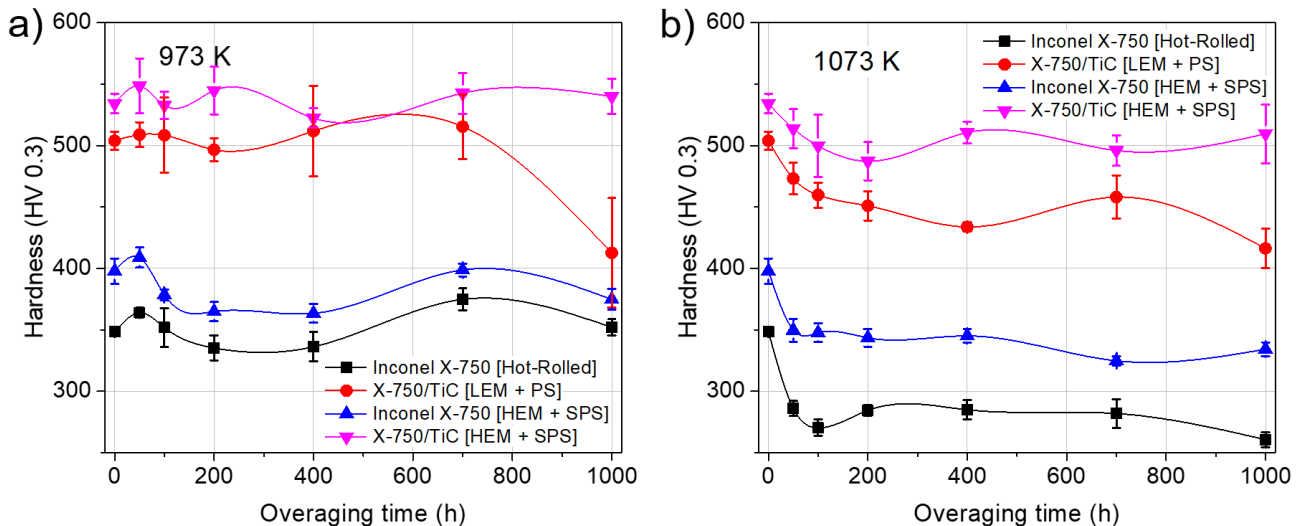 a)
600
500
400
300
Hardness (HV 0.3)
973 K
Inconel X-750 [Hot-Rolled]
X-750/TiC [LEM + PS]
Inconel X-750 [HEM + SPS]
X-750/TiC [HEM + SPS]
0
200
400
600
800
1000
Overaging time (h)
b)
600
500
400
300
Hardness (HV 0.3)
1073 K
Inconel X-750 [Hot-Rolled]
X-750/TiC [LEM + PS]
Inconel X-750 [HEM + SPS]
X-750/TiC [HEM + SPS]
0
200
400
600
800
1000
Overaging time (h)